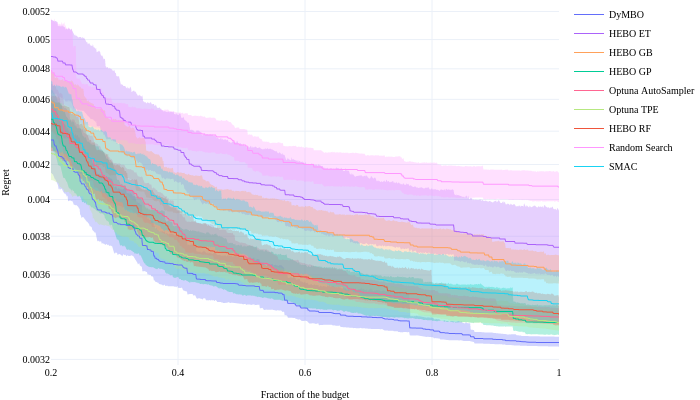 0.0052
0.005
0.0048
0.0046
0.0044
0.0042
0.004
0.0038
0.0036
0.0034
0.0032
Regret
0.2
0.4
0.6
0.8
1
Fraction of the budget
DyMBO
HEBO ET
HEBO GB
HEBO GP
Optuna AutoSampler
Optuna TPE
HEBO RF
Random Search
SMAC